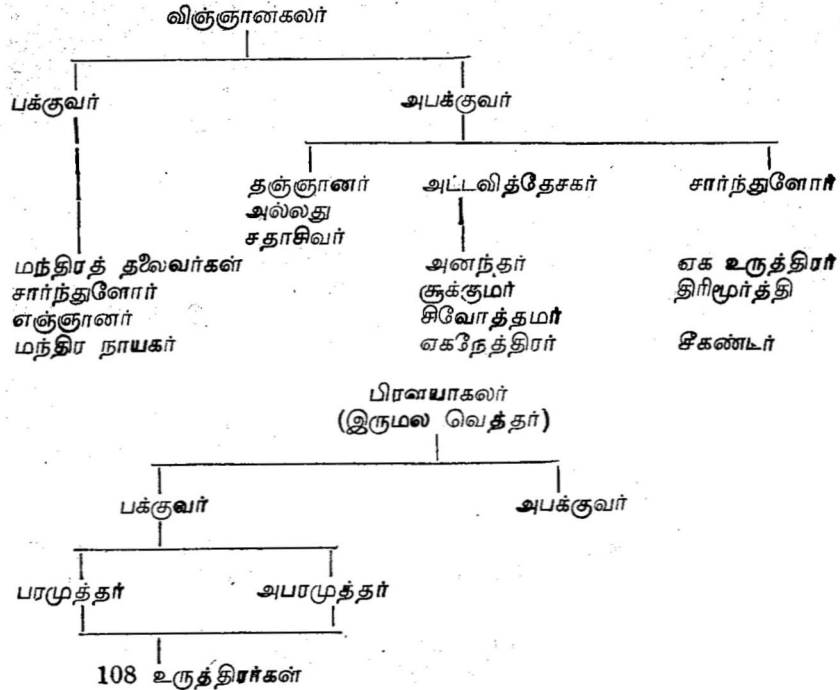 விஞ்ஞானகலர்
பக்குவர் அபக்குவர்
தஞ்ஞானர் அட்டவித்தேசகர் சார்ந்துளோர்
அல்லது
சதாசிவர்
மந்திரத் தலைவர்கள் அனந்தர் ஏக உருத்திரர்
சார்ந்துளோர் சூக்குமர் திரிமூர்த்தி
எஞ்ஞானர் சிவோத்தமர்
மந்திர நாயகர் ஏகநேத்திரர் சீகண்டர்
பிரளயாகலர்
(இருமல வெத்தர்)
பக்குவர் அபக்குவர்
பரமுத்தர் அபரமுத்தர்
108 உருத்திரர்கள்